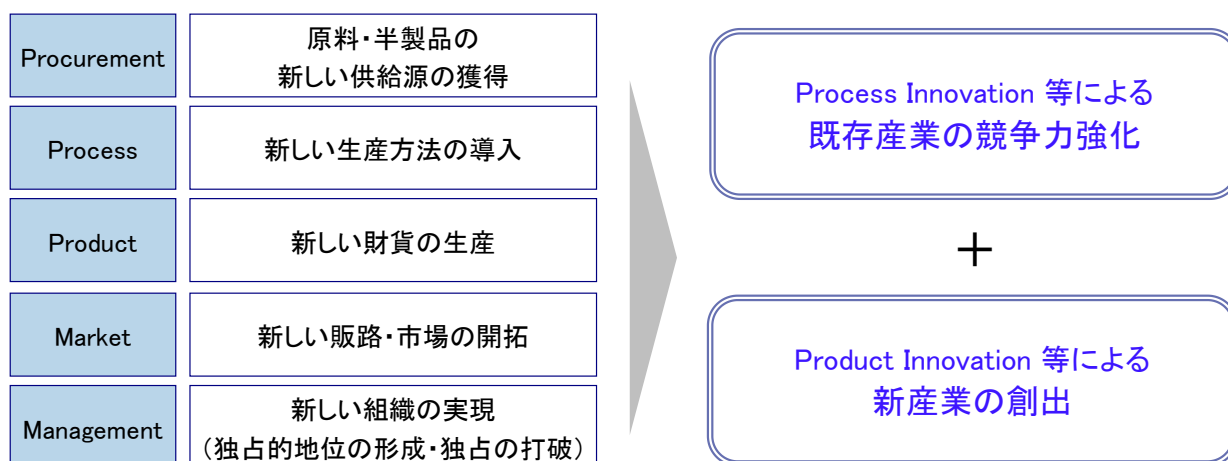 Procurement
原料・半製品の
新しい供給源の獲得
Process
新しい生産方法の導入
Product
新しい財貨の生産
Market
新しい販路・市場の開拓
Management
新しい組織の実現
（独占的地位の形成・独占の打破）
Process Innovation 等による
既存産業の競争力強化
＋
Product Innovation 等による
新産業の創出